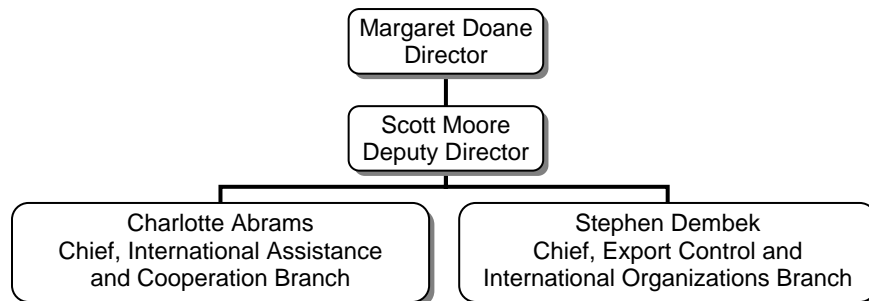 Margaret Doane
Director
Scott Moore
Deputy Director
Charlotte Abrams
Chief, International Assistance
and Cooperation Branch
Stephen Dembek
Chief, Export Control and
International Organizations Branch